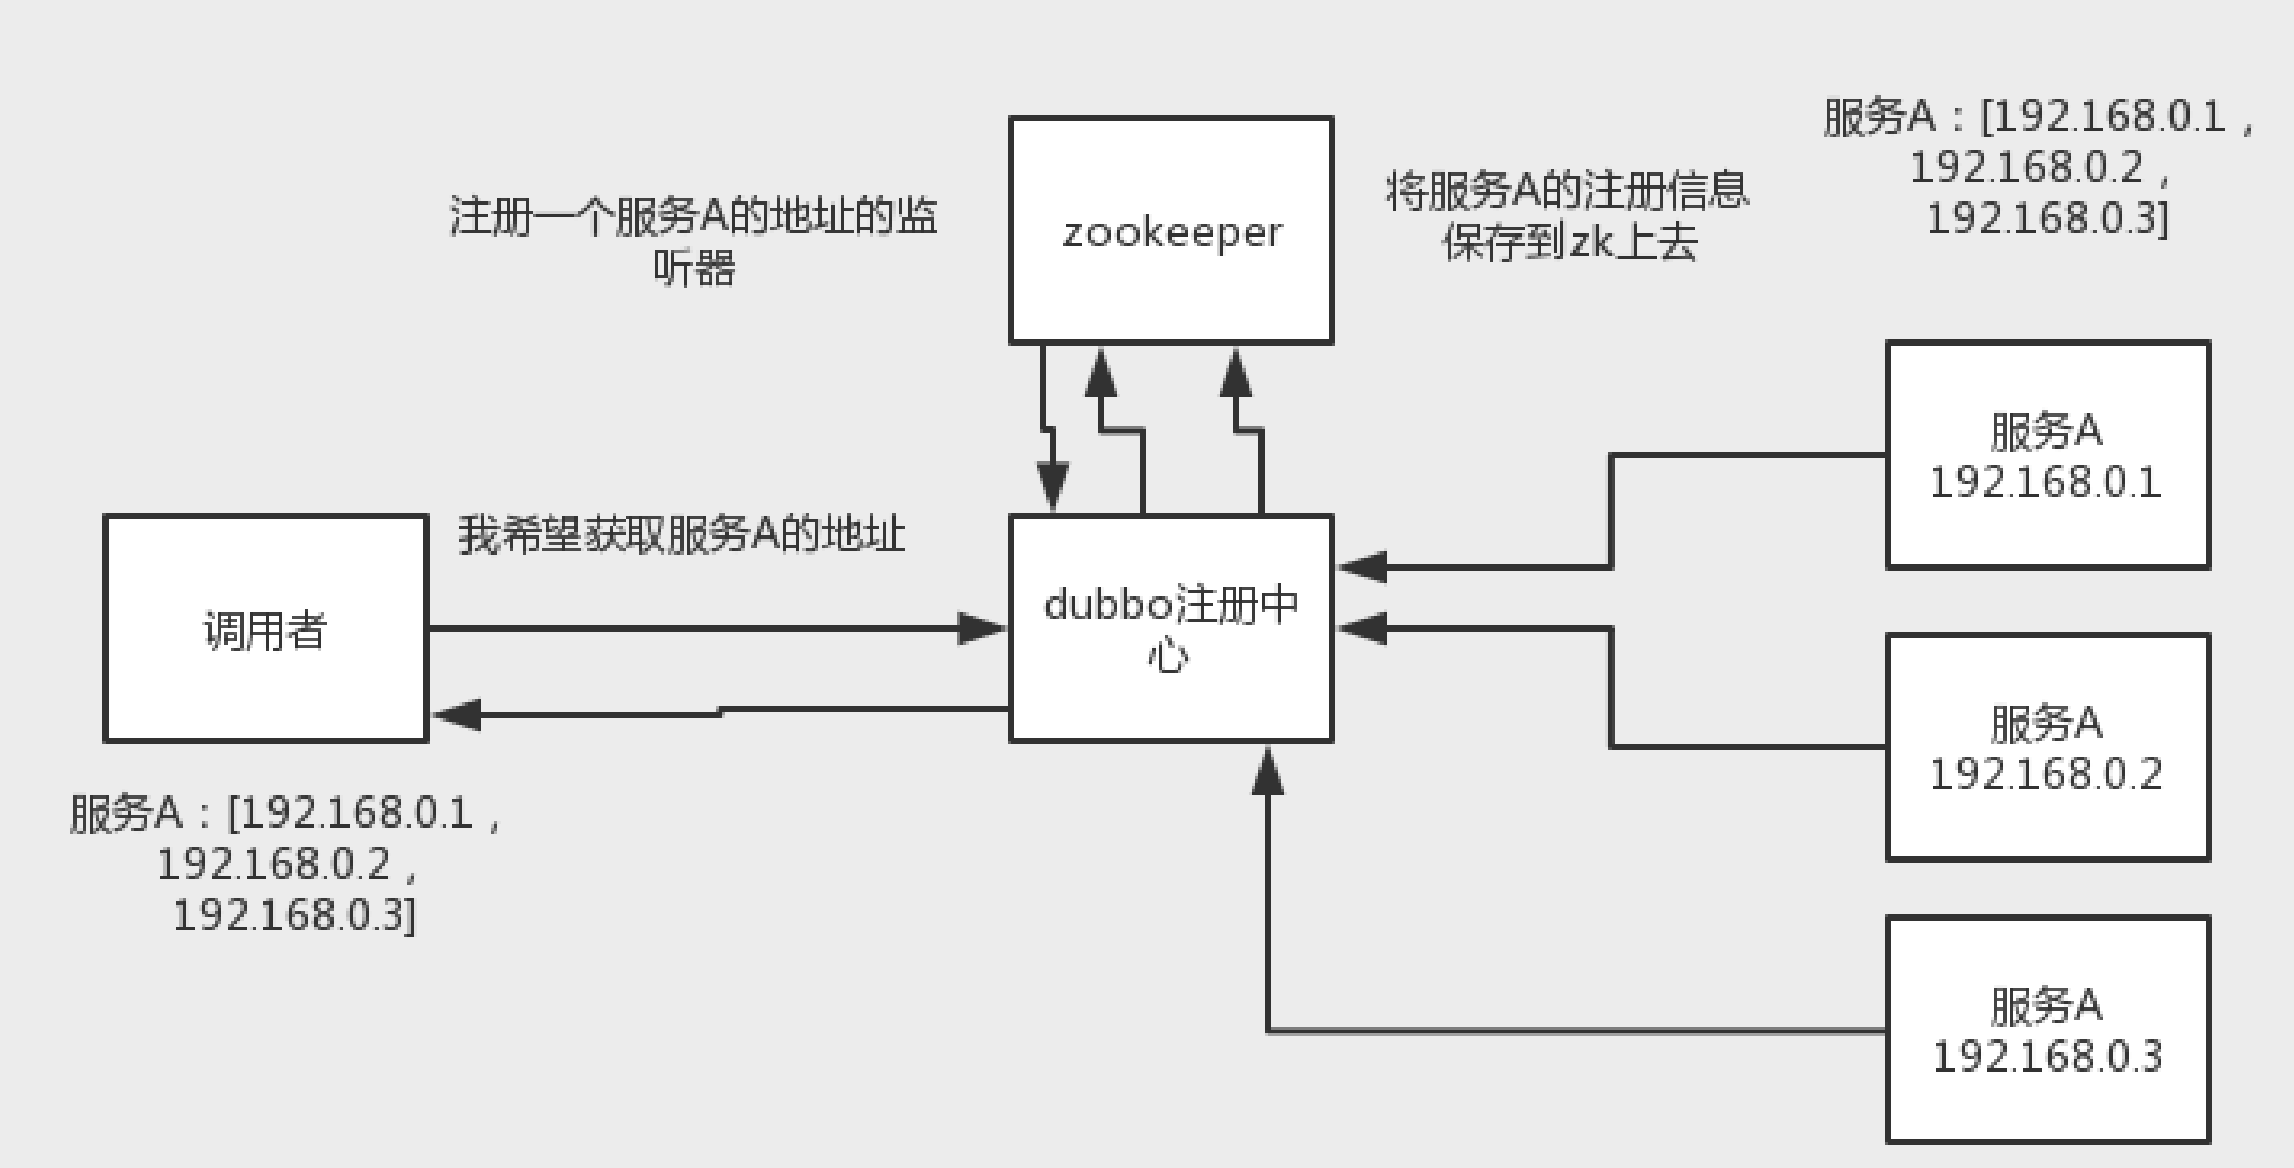 服务A：[192.168.0.1，
192.168.0.2，
192.168.0.3]
注册一个服务A的地址的监
听器
zookeeper
将服务A的注册信息
保存到zk上去
服务A
192.168.0.1
我希望获取服务A的地址
调用者
dubbo注册中
心
服务A
192.168.0.2
服务A：[192.168.0.1，
192.168.0.2，
192.168.0.3]
服务A
192.168.0.3